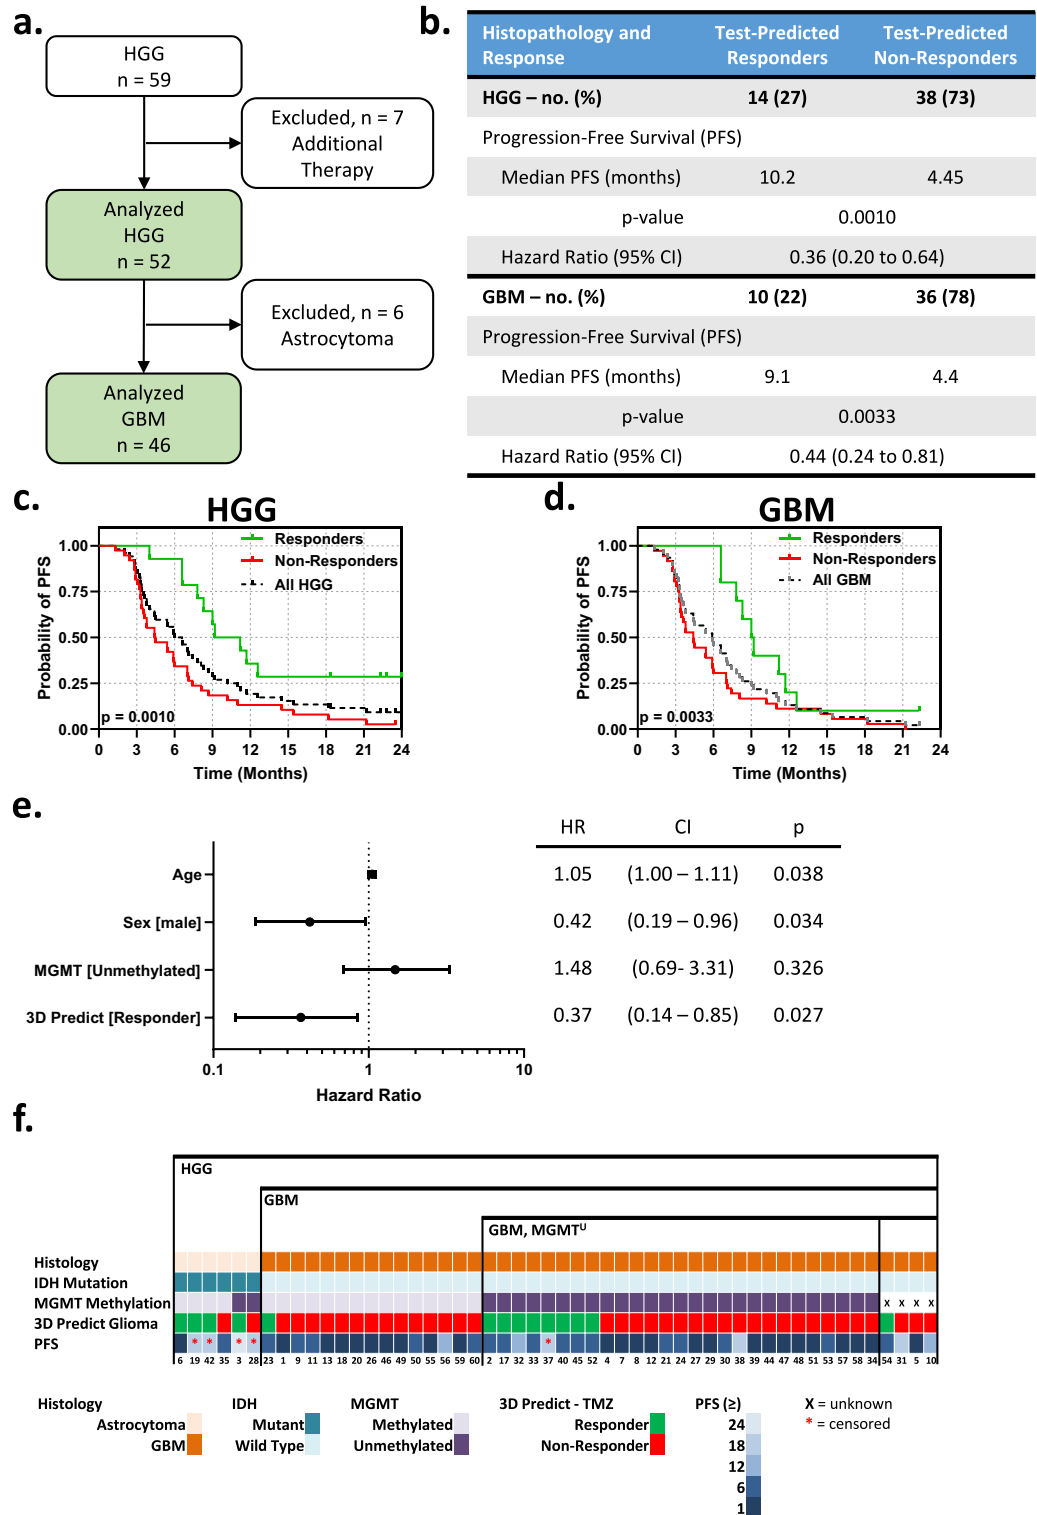 a.
HGG
n = 59
Excluded, n = 7
Additional
Therapy
Analyzed
HGG
n = 52
Excluded, n = 6
Astrocytoma
Analyzed
GBM
n = 46
b.
Histopathology and Response Test-Predicted Responders Test-Predicted Non-Responders
HGG – no. (%) 14 (27) 38 (73)
Progression-Free Survival (PFS)
Median PFS (months) 10.2 4.45
p-value 0.0010
Hazard Ratio (95% CI) 0.36 (0.20 to 0.64)
GBM – no. (%) 10 (22) 36 (78)
Progression-Free Survival (PFS)
Median PFS (months) 9.1 4.4
p-value 0.0033
Hazard Ratio (95% CI) 0.44 (0.24 to 0.81)
c.
HGG
Responders
Non-Responders
All HGG
Probability of PFS
1.00
0.75
0.50
0.25
0.00
p = 0.0010
0 3 6 9 12 15 18 21 24
Time (Months)
d.
GBM
Responders
Non-Responders
All GBM
Probability of PFS
1.00
0.75
0.50
0.25
0.00
p = 0.0033
0 3 6 9 12 15 18 21 24
Time (Months)
e.
HR CI p
Age 1.05 (1.00 – 1.11) 0.038
Sex [male] 0.42 (0.19 – 0.96) 0.034
MGMT [Unmethylated] 1.48 (0.69- 3.31) 0.326
3D Predict [Responder] 0.37 (0.14 – 0.85) 0.027
0.1 1 10
Hazard Ratio
f.
HGG
GBM
GBM, MGMTᵁ
Histology
IDH Mutation
MGMT Methylation x x x x
3D Predict Glioma
PFS * * * * *
6 19 42 35 3 28 23 1 9 11 13 18 20 26 46 49 50 55 56 59 60 2 17 32 33 37 40 45 52 4 7 8 12 21 24 27 29 30 38 39 44 47 48 51 53 57 58 34 54 31 5 10
Histology
Astrocytoma
GBM
IDH
Mutant
Wild Type
MGMT
Methylated
Unmethylated
3D Predict - TMZ
Responder
Non-Responder
PFS (≥)
24
18
12
6
1
X = unknown
* = censored